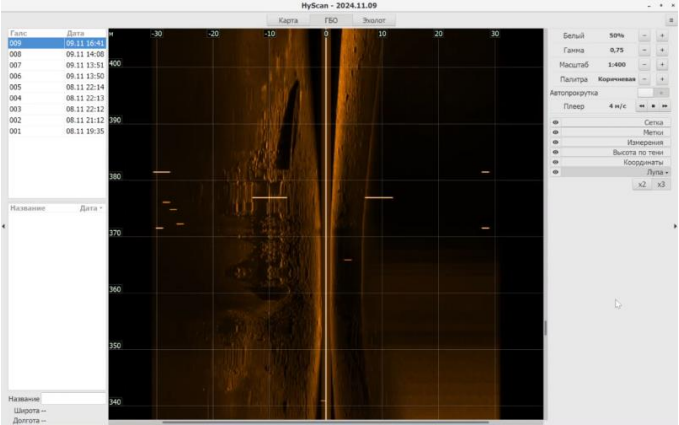 HyScan - 2024.11.09
Карта ГБО Эхолот
Галс Дата
009 09.11 16:41
008 09.11 14:08
007 09.11 13:51
006 09.11 13:50
005 08.11 22:14
004 08.11 22:13
003 08.11 22:12
002 08.11 21:12
001 08.11 19:35
Название Дата
Название
Широта --
Долгота --
м -30 -20 -10 0 10 20 30
400
390
380
370
360
350
340
Белый 50% - +
Гамма 0,75 - +
Масштаб 1:400 - +
Палитра Коричневая - +
Автопрокрутка
Плеер 4 м/с
Сетка
Метки
Измерения
Высота по тени
Координаты
Лупа
x2 x3